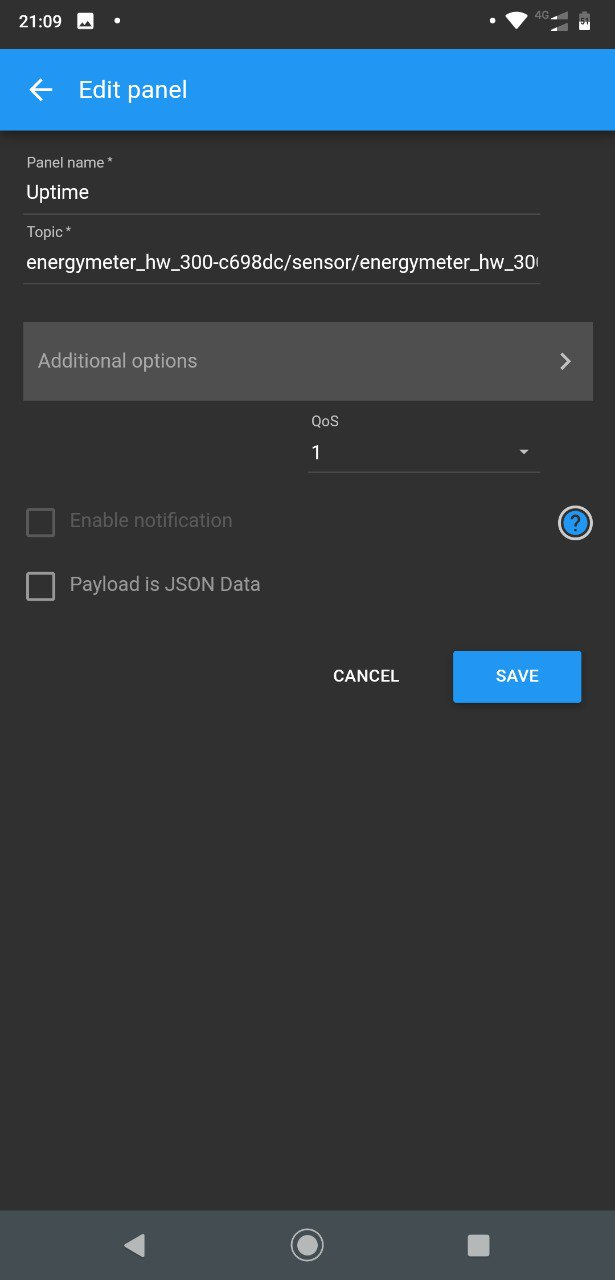 21:09
4G
51
Edit panel
Panel name *
Uptime
Topic *
energymeter_hw_300-c698dc/sensor/energymeter_hw_30
Additional options
QoS
1
Enable notification
?
Payload is JSON Data
CANCEL
SAVE